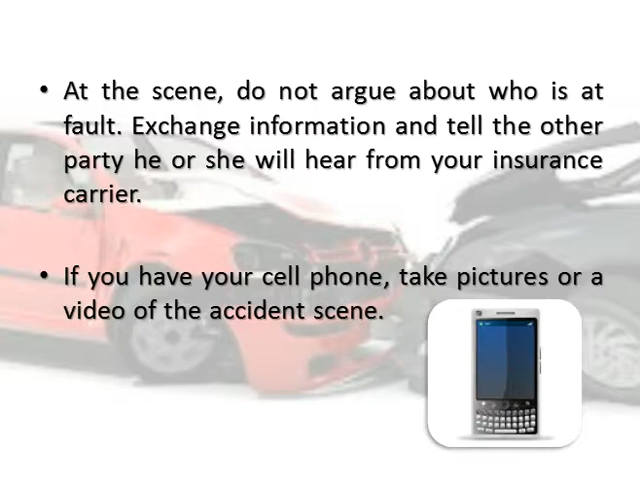 • At the scene, do not argue about who is at
fault. Exchange information and tell the other
party he or she will hear from your insurance
carrier.
• If you have your cell phone, take pictures or a
video of the accident scene.